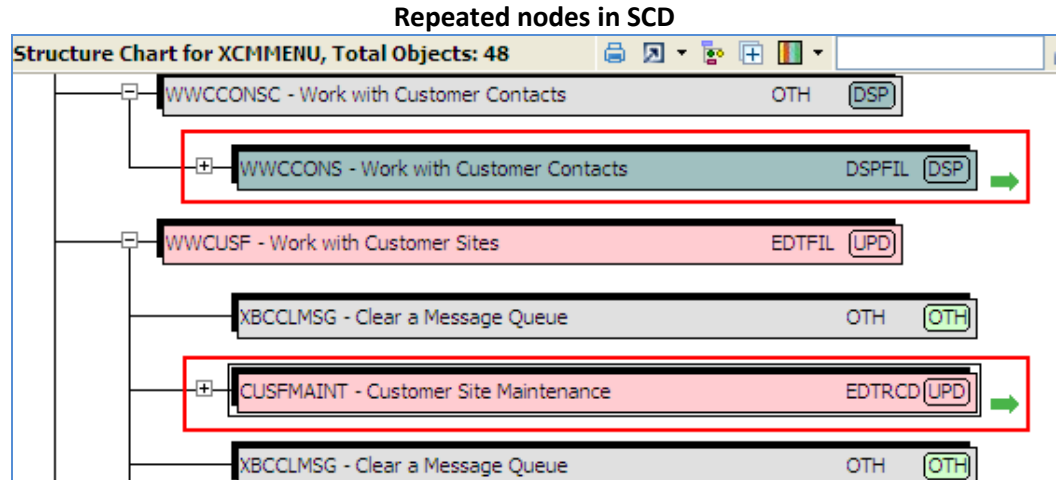 Repeated nodes in SCD
Structure Chart for XCMMENU, Total Objects: 48
WWCCONSC - Work with Customer Contacts OTH DSP
WWCCONS - Work with Customer Contacts DSPFIL DSP
WWCUSF - Work with Customer Sites EDTFIL UPD
XBCCLMSG - Clear a Message Queue OTH OTH
CUSFMAINT - Customer Site Maintenance EDTRCD UPD
XBCCLMSG - Clear a Message Queue OTH OTH